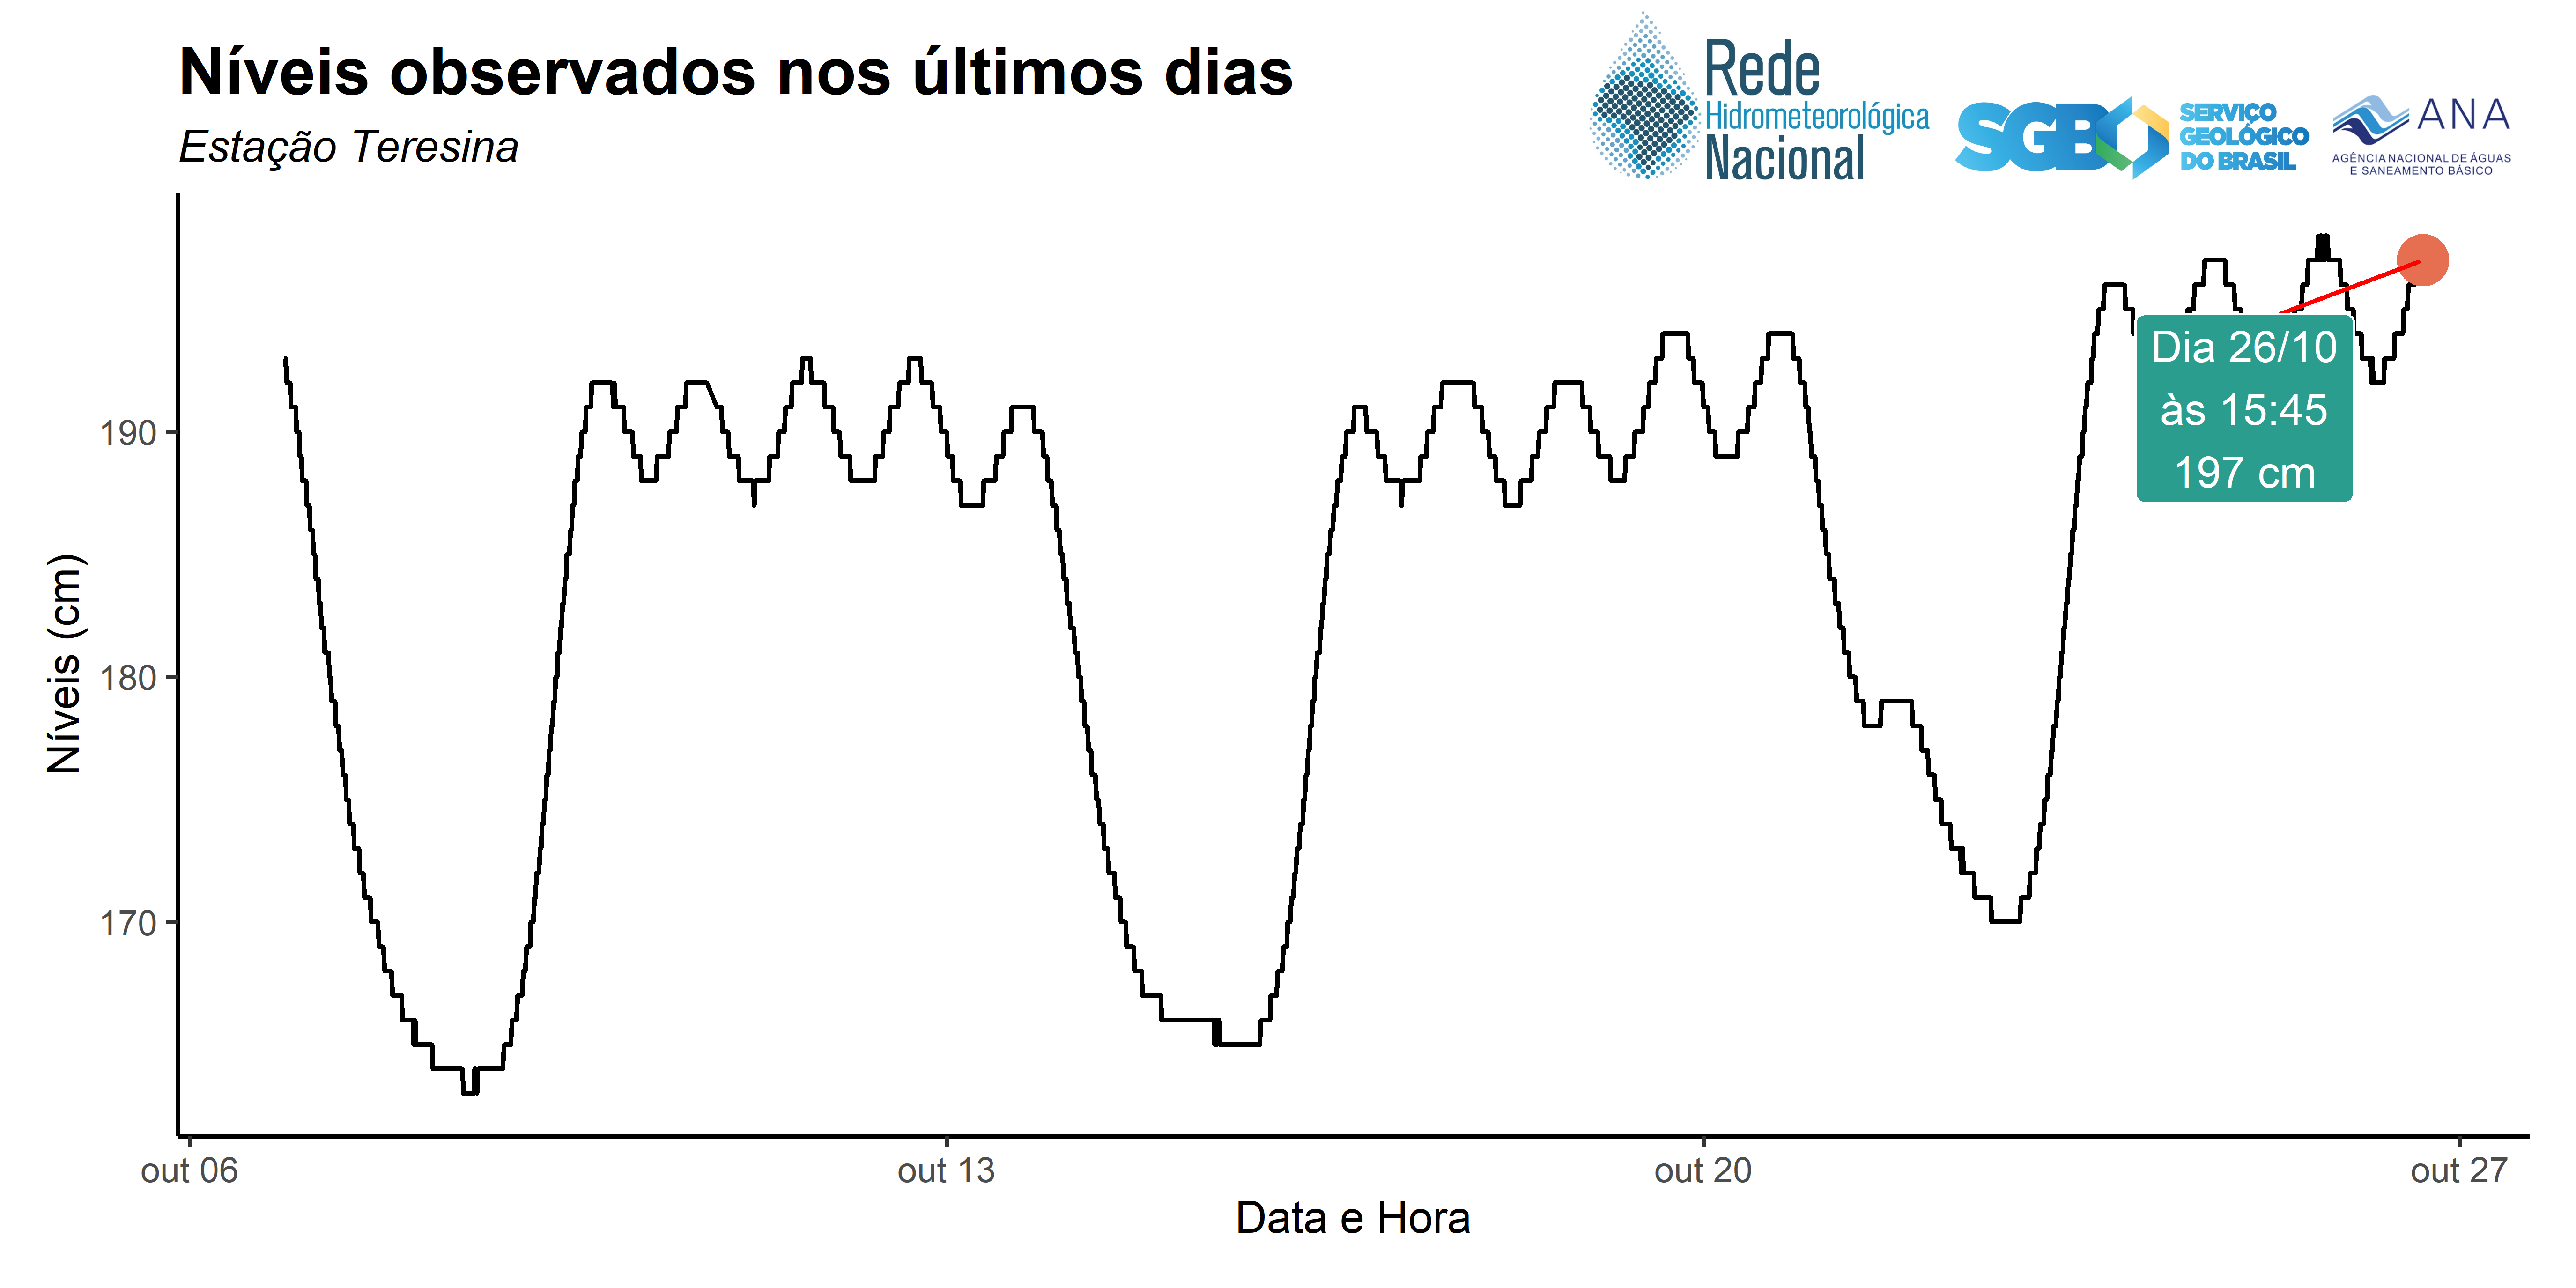 Níveis observados nos últimos dias
Estação Teresina
Rede
Hidrometeorológica
Nacional
SGB
SERVIÇO
GEOLÓGICO
DO BRASIL
ANA
AGÊNCIA NACIONAL DE ÁGUAS
E SANEAMENTO BÁSICO
Níveis (cm)
190
180
170
Dia 26/10
às 15:45
197 cm
out 06
out 13
out 20
out 27
Data e Hora